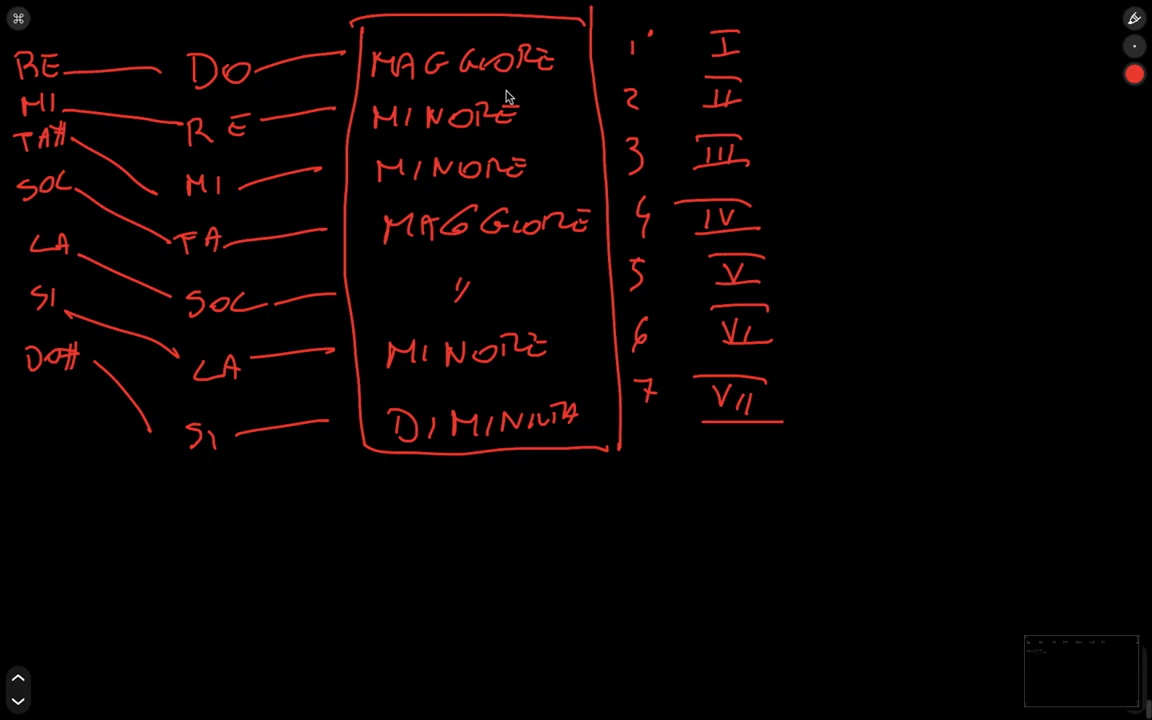 RE DO MAGGIORE 1° I
MI RE MINORE 2 II
FA# MI MINORE 3 III
SOL FA MAGGIORE 4 IV
LA SOL " 5 V
SI LA MINORE 6 VI
DO# SI DIMINUITA 7 VII